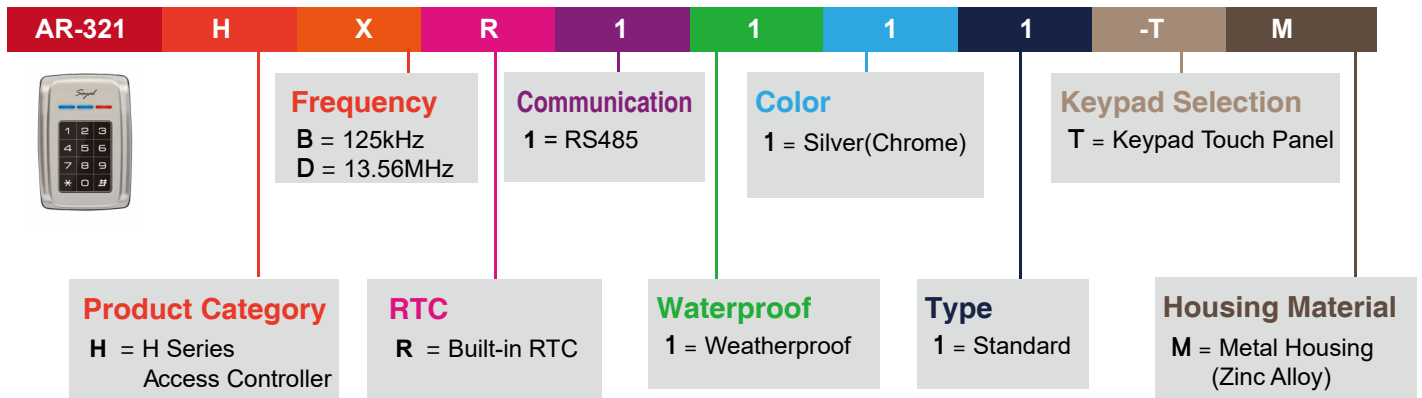 AR-321 H X R 1 1 1 1 -T M
Soyal
1 2 3
4 5 6
7 8 9
* 0 #
Frequency
B = 125kHz
D = 13.56MHz
Communication
1 = RS485
Color
1 = Silver(Chrome)
Keypad Selection
T = Keypad Touch Panel
Product Category
H = H Series
Access Controller
RTC
R = Built-in RTC
Waterproof
1 = Weatherproof
Type
1 = Standard
Housing Material
M = Metal Housing
(Zinc Alloy)